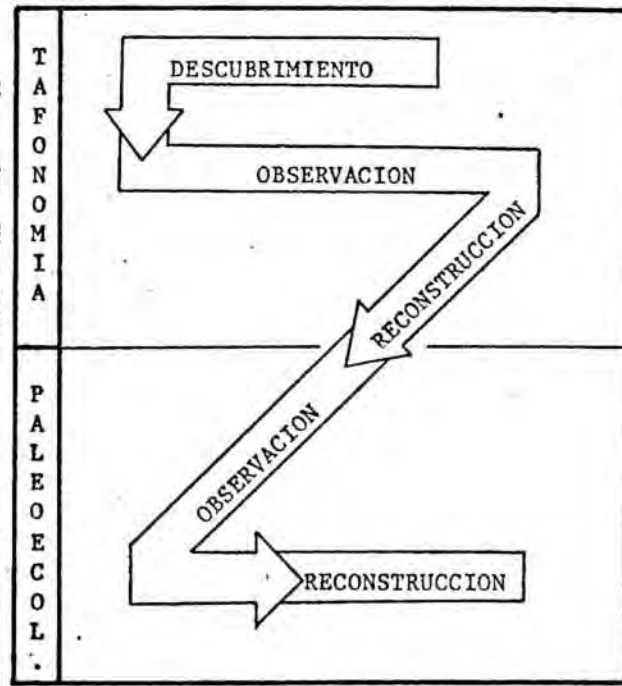 TAFONOMIA
DESCUBRIMIENTO
OBSERVACION
RECONSTRUCCION
PALEOECOL.
OBSERVACION
RECONSTRUCCION